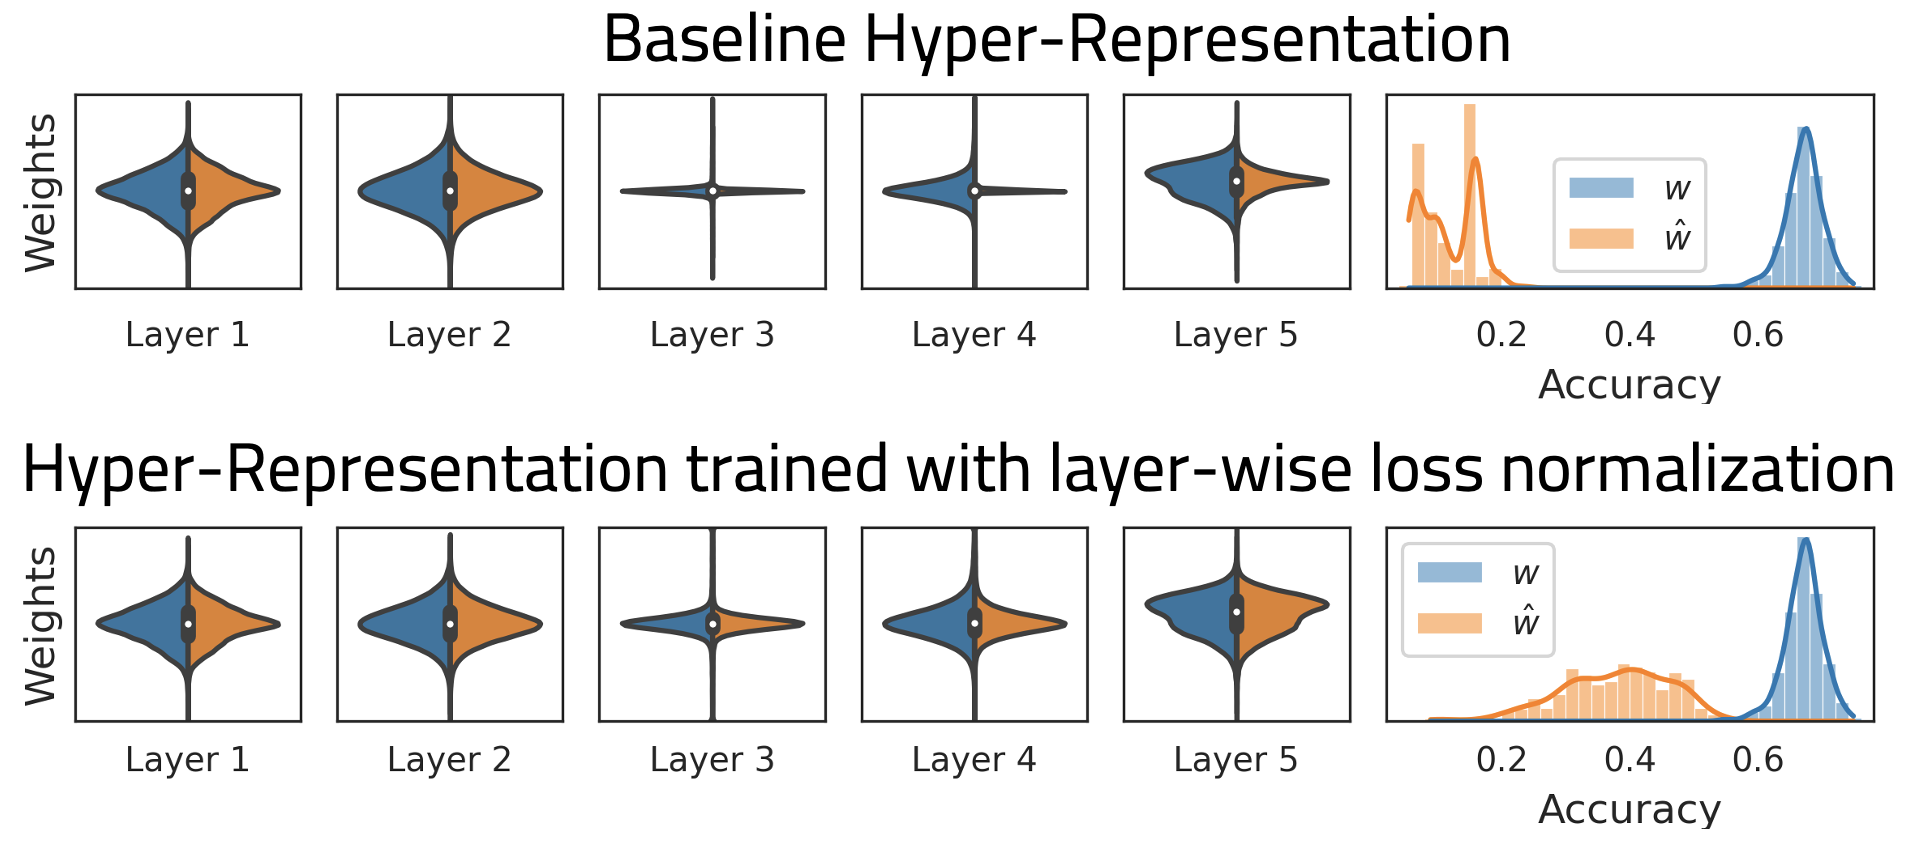 Baseline Hyper-Representation
Weights
Layer 1
Layer 2
Layer 3
Layer 4
Layer 5
w
ŵ
0.2 0.4 0.6
Accuracy
Hyper-Representation trained with layer-wise loss normalization
Weights
Layer 1
Layer 2
Layer 3
Layer 4
Layer 5
w
ŵ
0.2 0.4 0.6
Accuracy